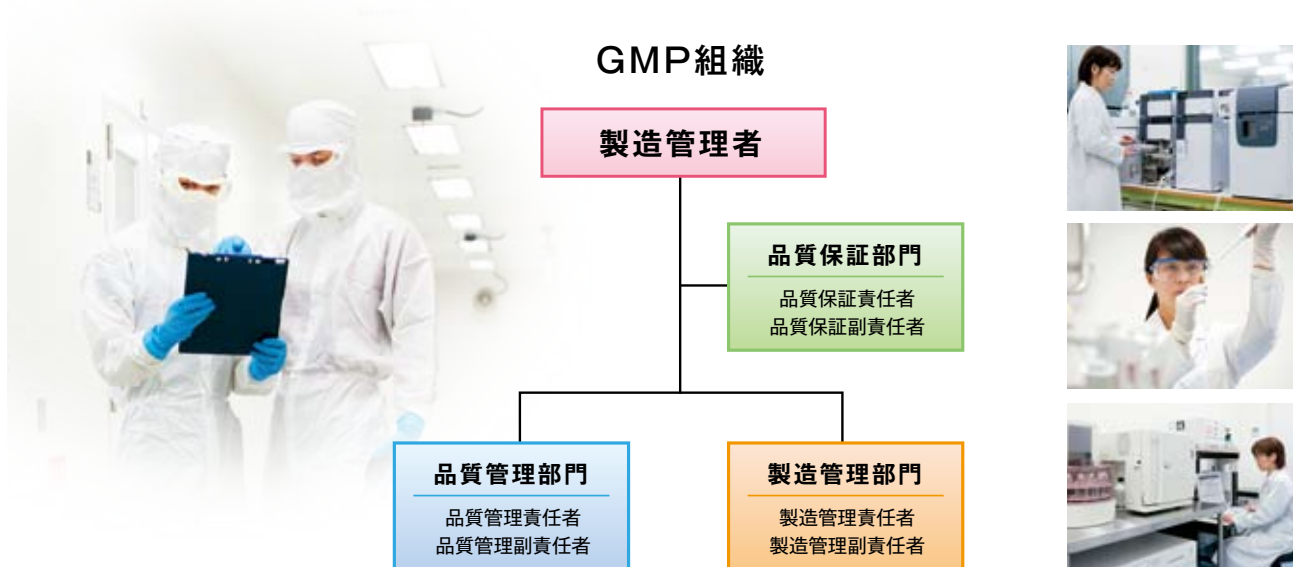 GMP組織
製造管理者
品質保証部門
品質保証責任者
品質保証副責任者
品質管理部門
品質管理責任者
品質管理副責任者
製造管理部門
製造管理責任者
製造管理副責任者